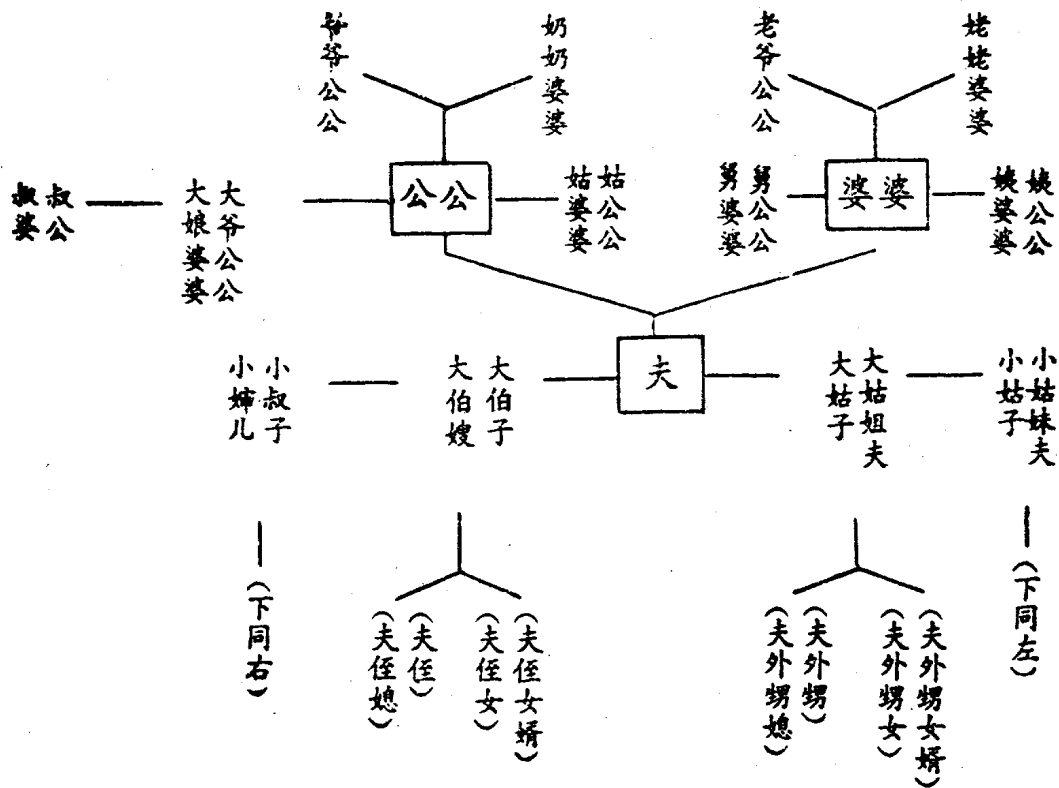 爷爷公公
奶奶婆婆
老爷公公
姥姥婆婆
叔公
叔婆
大爷公公
大娘婆婆
公公
姑公公
姑婆婆
舅公公
舅婆婆
婆婆
姨公公
姨婆婆
小叔子
小婶儿
大伯子
大伯嫂
夫
大姑姐夫
大姑子
小姑妹夫
小姑子
（下同右）
（夫侄）
（夫侄媳）
（夫侄女婿）
（夫侄女）
（夫外甥）
（夫外甥媳）
（夫外甥女婿）
（夫外甥女）
（下同左）